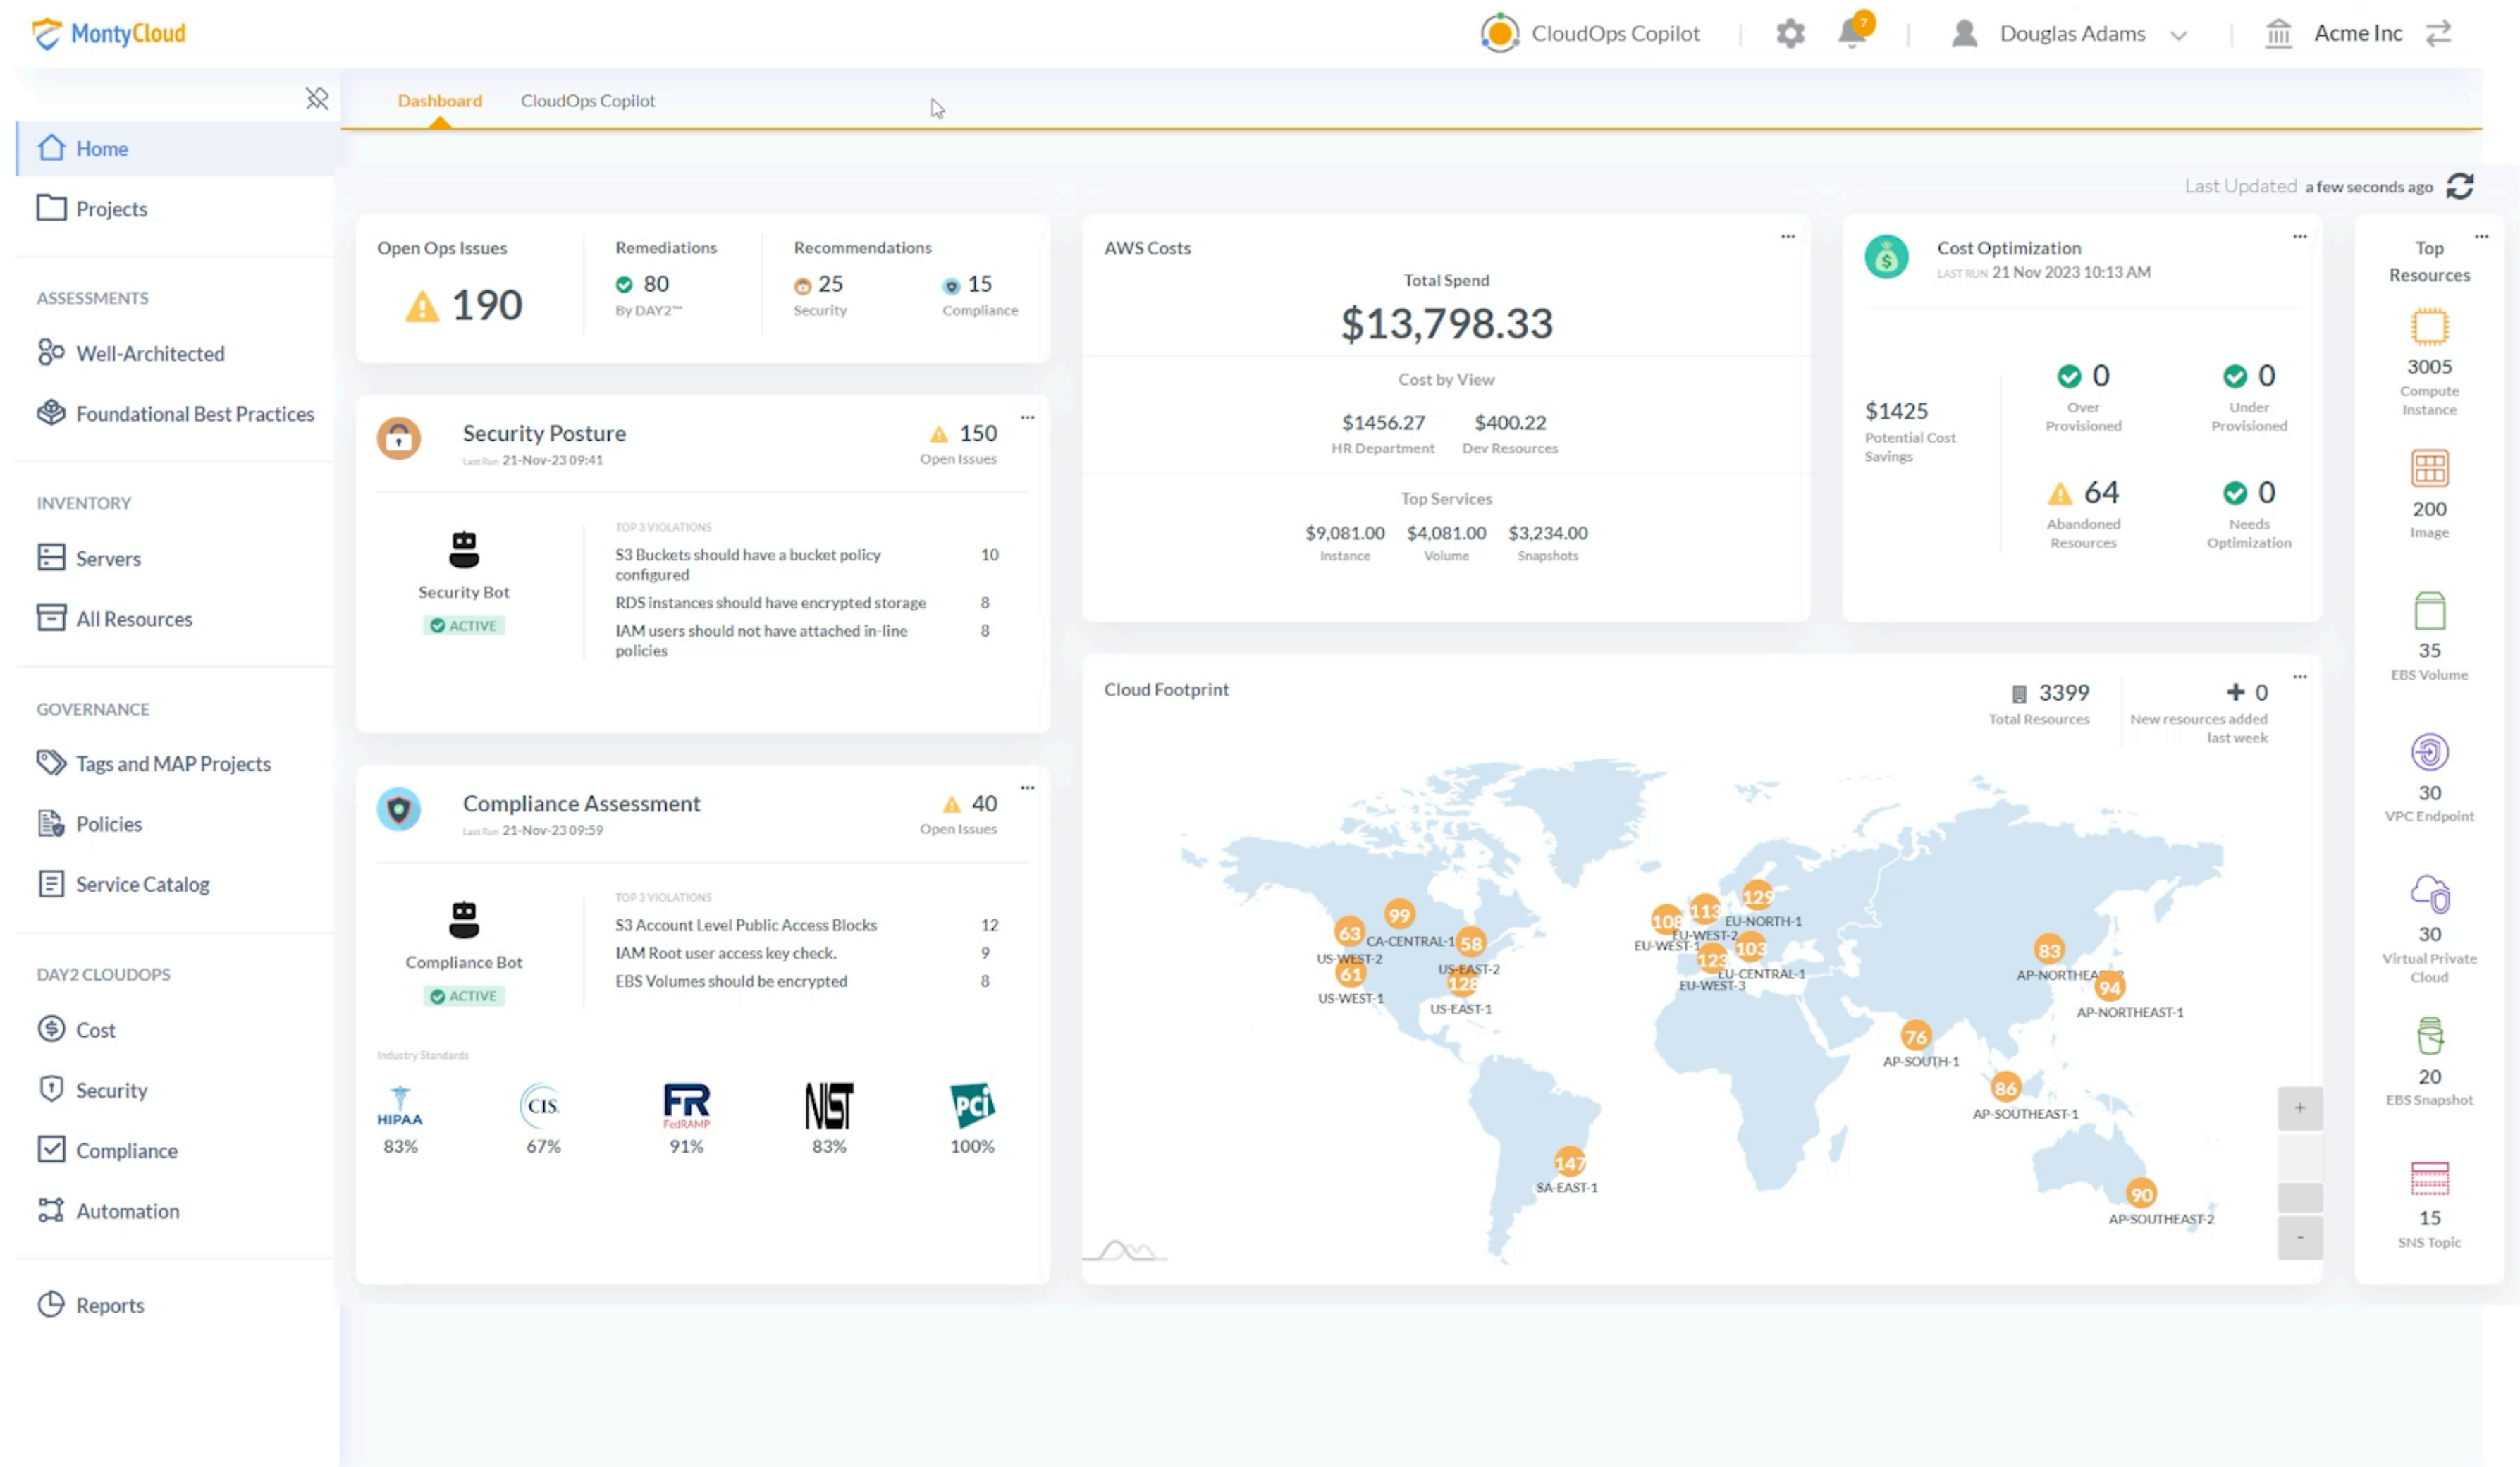 MontyCloud
CloudOps Copilot
7
Douglas Adams
Acme Inc
Dashboard
CloudOps Copilot
Home
Projects
ASSESSMENTS
Well-Architected
Foundational Best Practices
INVENTORY
Servers
All Resources
GOVERNANCE
Tags and MAP Projects
Policies
Service Catalog
DAY2 CLOUDOPS
Cost
Security
Compliance
Automation
Reports
Last Updated a few seconds ago
Open Ops Issues
190
Remediations
80
By DAY2™
Recommendations
25
Security
15
Compliance
Security Posture
Last Run 21-Nov-23 09:41
150
Open Issues
Security Bot
ACTIVE
TOP 3 VIOLATIONS
S3 Buckets should have a bucket policy 10
configured
RDS instances should have encrypted storage 8
IAM users should not have attached in-line 8
policies
Compliance Assessment
Last Run 21-Nov-23 09:59
40
Open Issues
Compliance Bot
ACTIVE
TOP 3 VIOLATIONS
S3 Account Level Public Access Blocks 12
IAM Root user access key check. 9
EBS Volumes should be encrypted 8
Industry Standards
HIPAA
83%
CIS.
67%
FR
FedRAMP
91%
NIST
83%
PCi
100%
AWS Costs
Total Spend
$13,798.33
Cost by View
$1456.27 $400.22
HR Department Dev Resources
Top Services
$9,081.00 $4,081.00 $3,234.00
Instance Volume Snapshots
Cost Optimization
LAST RUN 21 Nov 2023 10:13 AM
$1425
Potential Cost
Savings
0
Over
Provisioned
0
Under
Provisioned
64
Abandoned
Resources
0
Needs
Optimization
Cloud Footprint
3399
Total Resources
0
New resources added
last week
99
CA-CENTRAL-1
63
US-WEST-2
58
US-EAST-2
61
US-WEST-1
128
US-EAST-1
129
EU-NORTH-1
113
EU-WEST-2
108
EU-WEST-1
103
EU-CENTRAL-1
123
EU-WEST-3
83
AP-NORTHEA
94
AP-NORTHEAST-1
76
AP-SOUTH-1
86
AP-SOUTHEAST-1
147
SA-EAST-1
90
AP-SOUTHEAST-2
+
-
Top
Resources
3005
Compute
Instance
200
Image
35
EBS Volume
30
VPC Endpoint
30
Virtual Private
Cloud
20
EBS Snapshot
15
SNS Topic